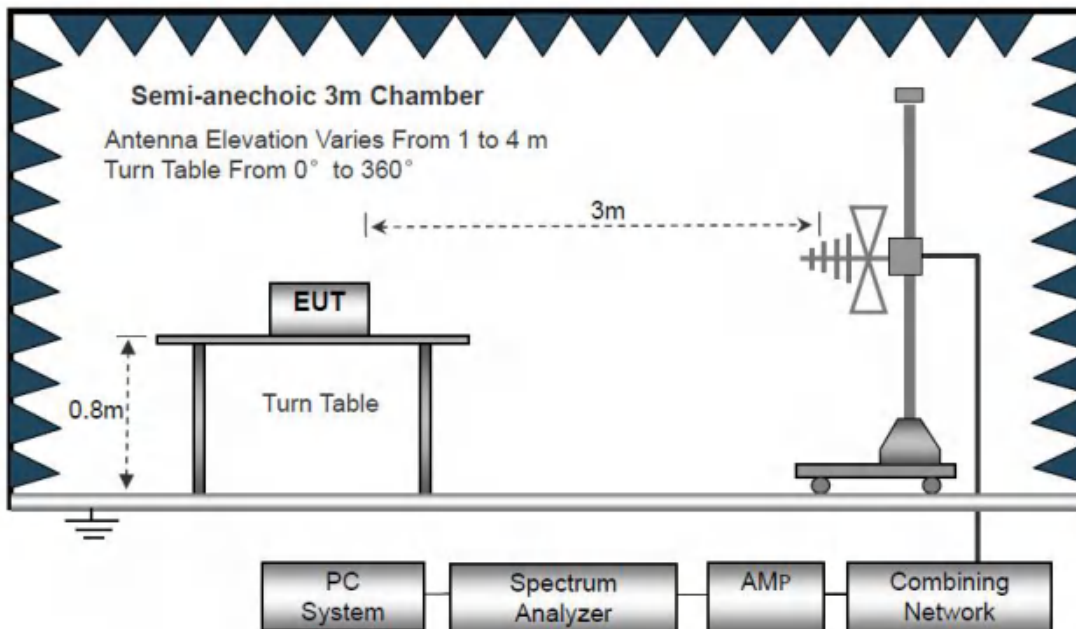 Semi-anechoic 3m Chamber
Antenna Elevation Varies From 1 to 4 m
Turn Table From 0° to 360°
3m
EUT
0.8m
Turn Table
PC
System
Spectrum
Analyzer
AMP
Combining
Network